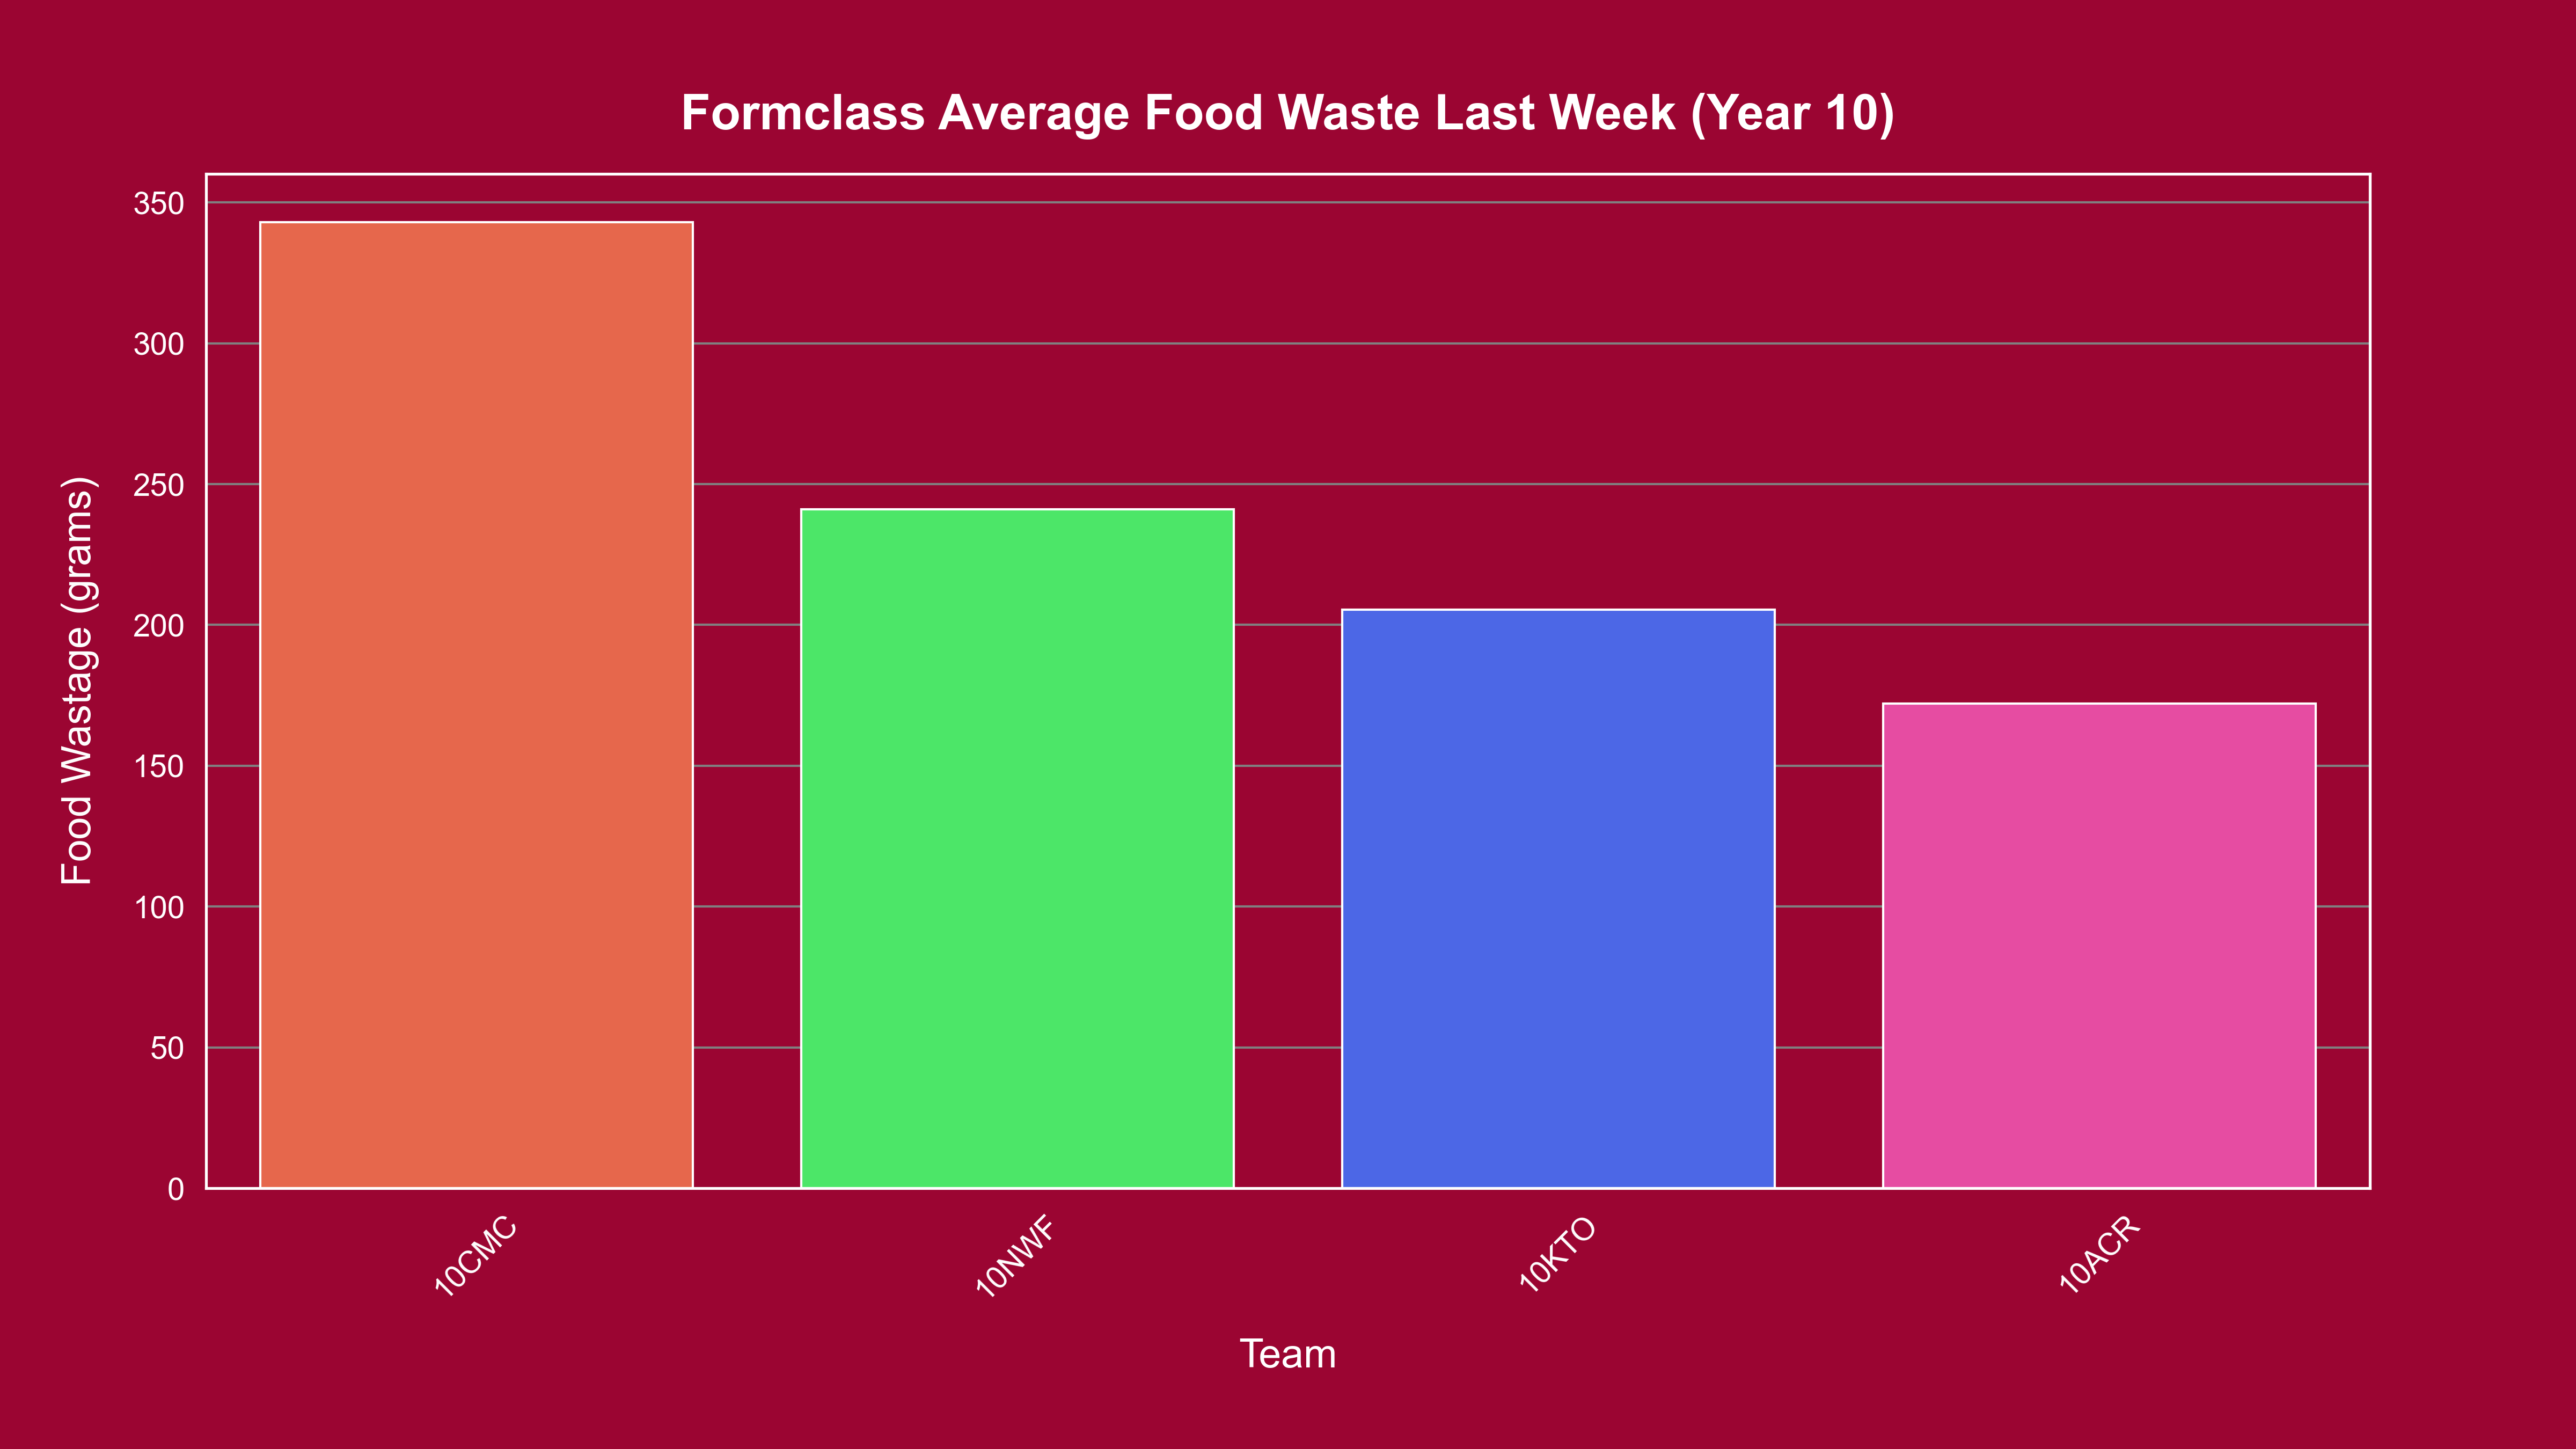 Formclass Average Food Waste Last Week (Year 10)
Food Wastage (grams)
350
300
250
200
150
100
50
0
10CMC
10NWF
10KTO
10ACR
Team